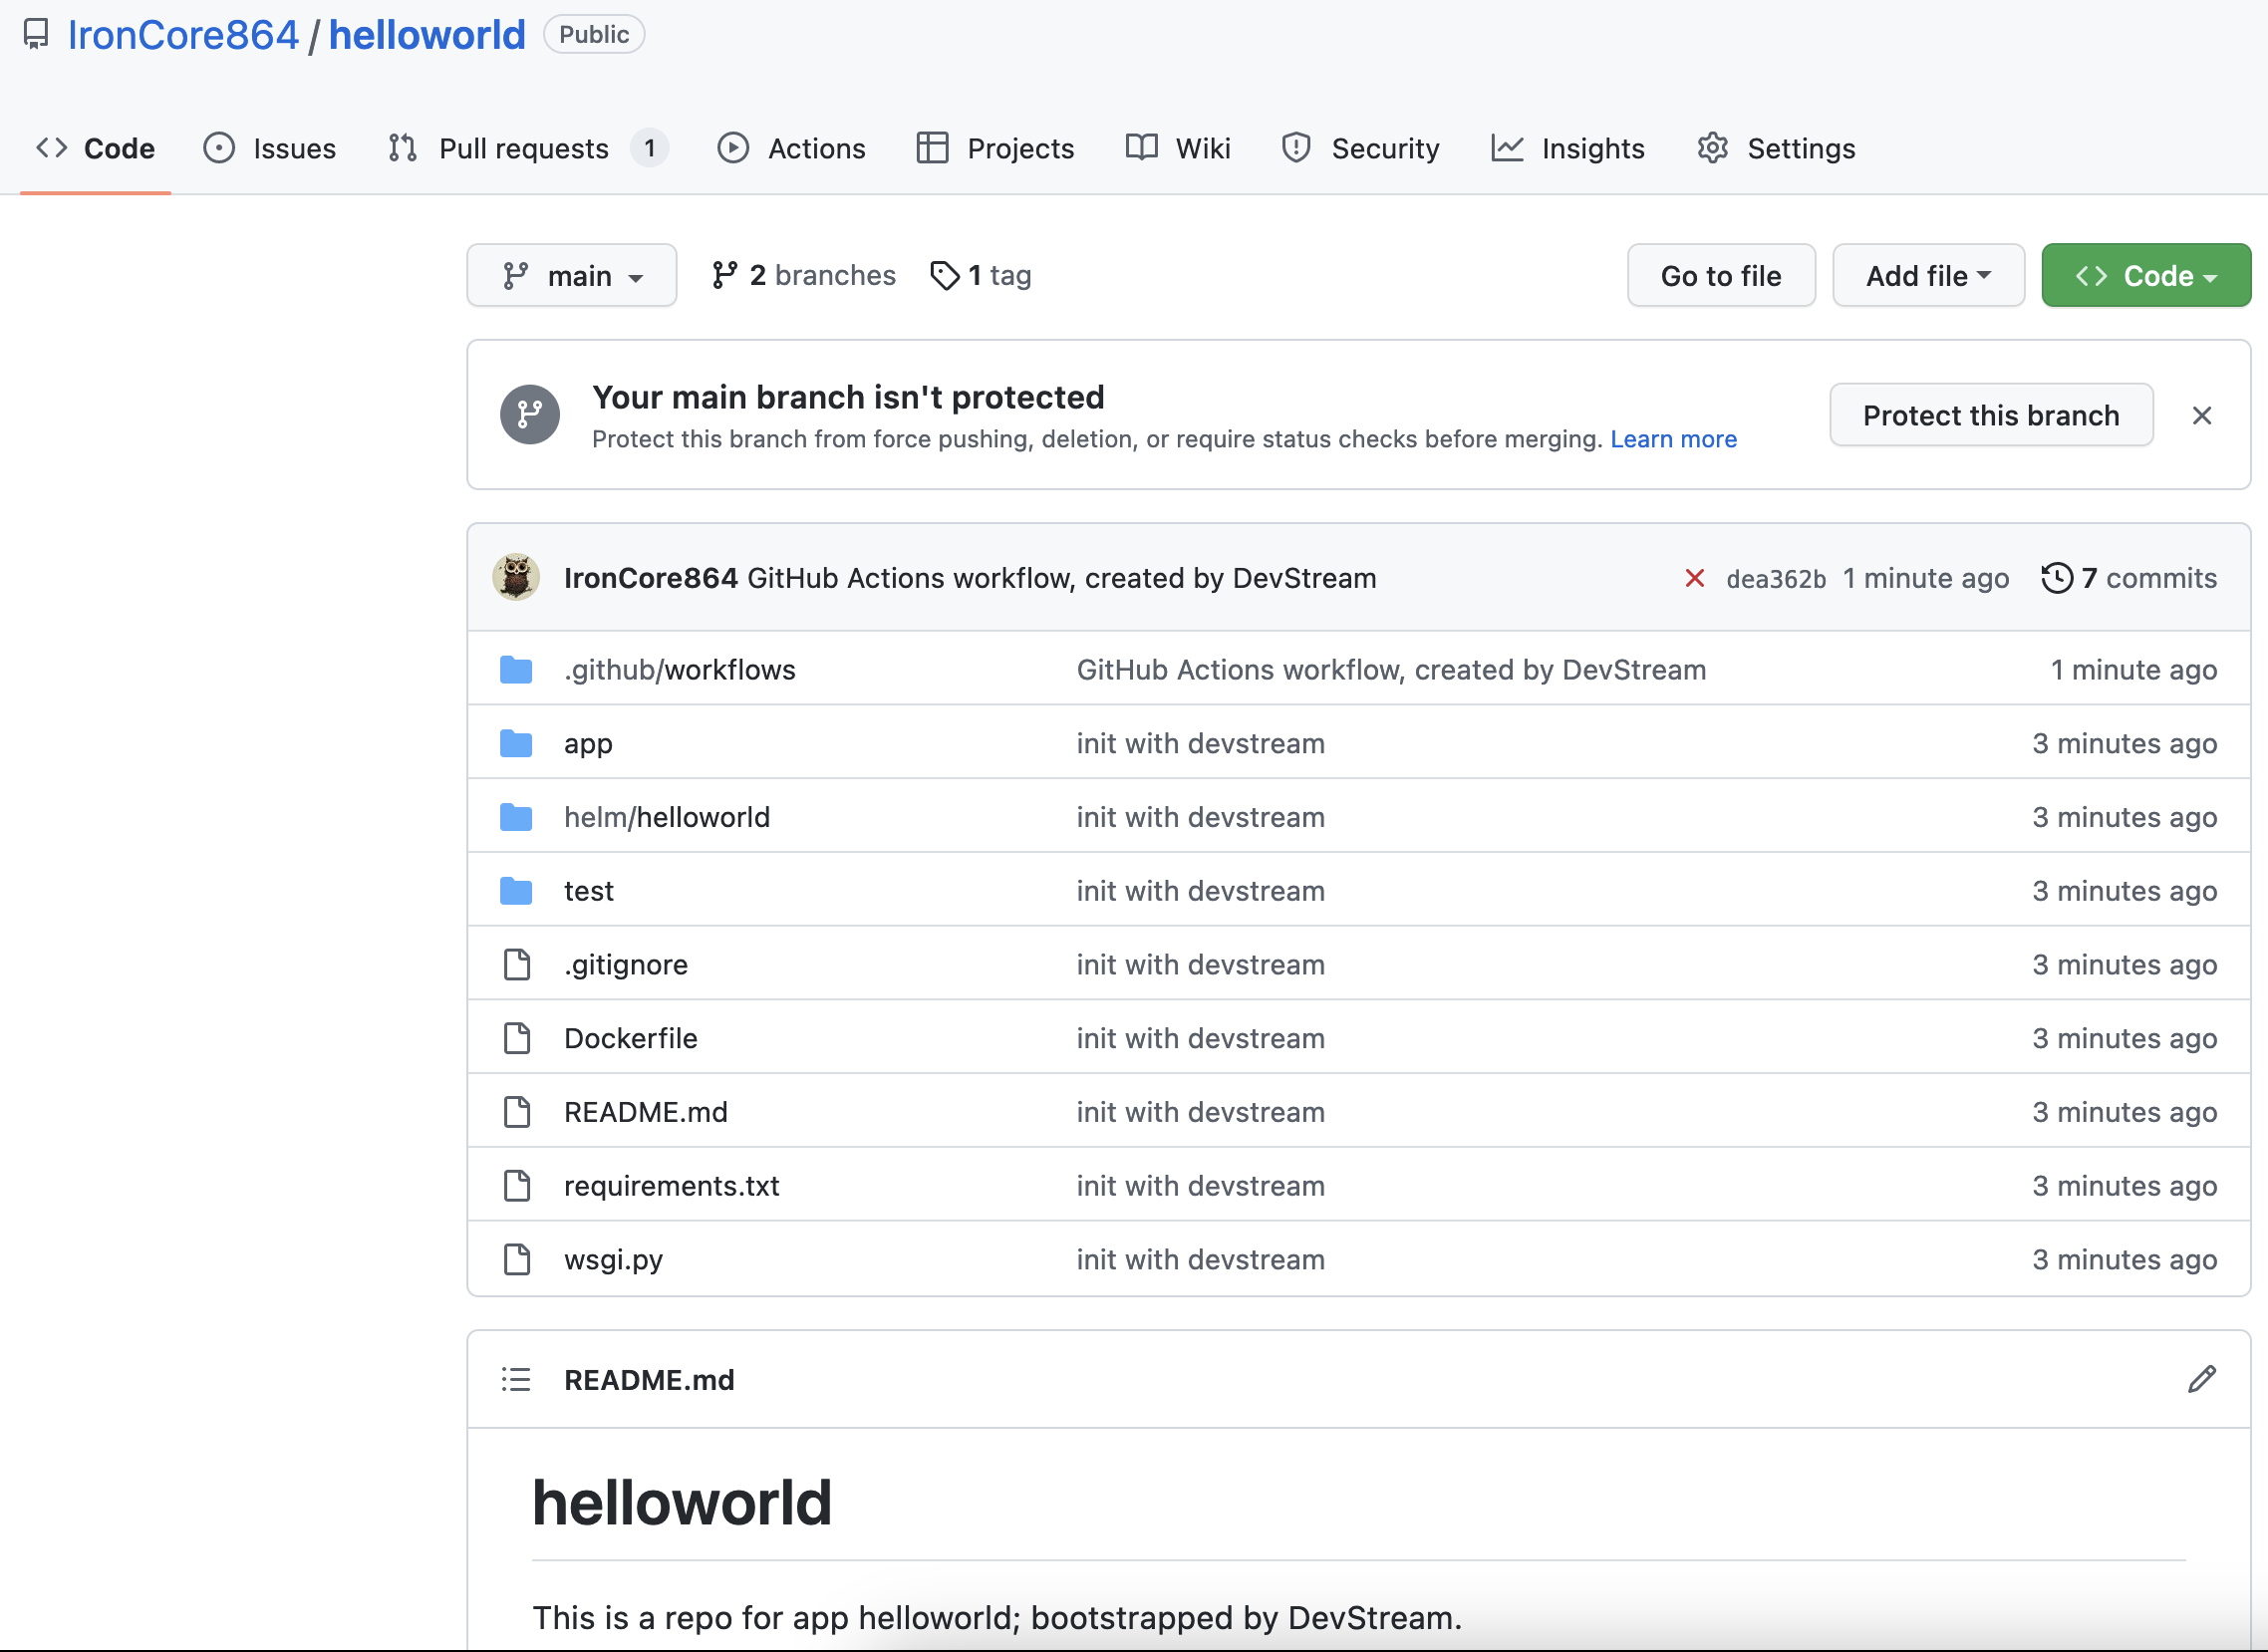 IronCore864 / helloworld Public
Code Issues Pull requests 1 Actions Projects Wiki Security Insights Settings
main 2 branches 1 tag Go to file Add file Code
Your main branch isn't protected
Protect this branch from force pushing, deletion, or require status checks before merging. Learn more
Protect this branch
IronCore864 GitHub Actions workflow, created by DevStream dea362b 1 minute ago 7 commits
.github/workflows GitHub Actions workflow, created by DevStream 1 minute ago
app init with devstream 3 minutes ago
helm/helloworld init with devstream 3 minutes ago
test init with devstream 3 minutes ago
.gitignore init with devstream 3 minutes ago
Dockerfile init with devstream 3 minutes ago
README.md init with devstream 3 minutes ago
requirements.txt init with devstream 3 minutes ago
wsgi.py init with devstream 3 minutes ago
README.md
helloworld
This is a repo for app helloworld; bootstrapped by DevStream.